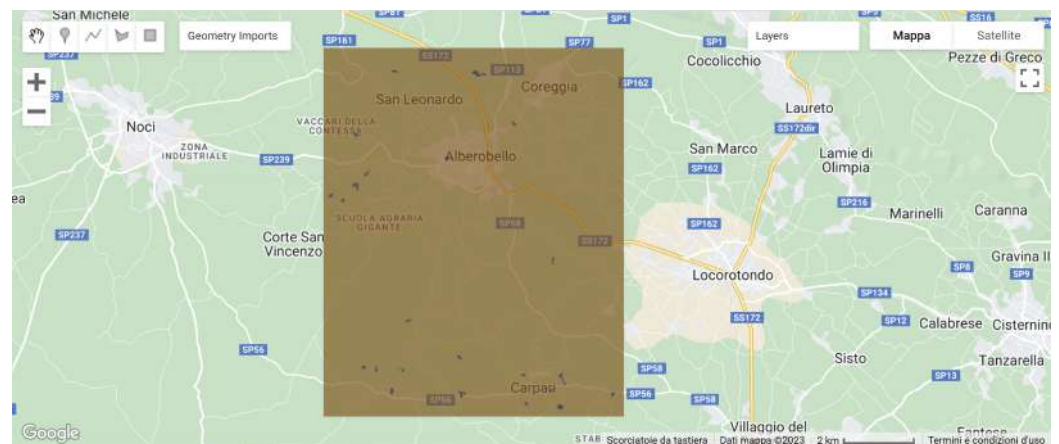 San Michele
SP1
SS16
Geometry Imports
Layers
Mappa
Satellite
SP161
SS172
SP77
SP1
SP237
SP239
SP113
Cocolicchio
Pezze di Greco
San Leonardo
Coreggia
SP162
Laureto
VACCARI DELLA
CONTESSA
Noci
ZONA
INDUSTRIALE
SP239
SS172dir
Alberobello
San Marco
SP162
Lamie di
Olimpia
SP216
ea
SP237
SCUOLA AGRARIA
GIGANTE
SP58
SP162
Marinelli
Caranna
Corte San
Vincenzo
SS172
Gravina II
Locorotondo
SP8
SP9
SP134
SS172
SP12
Calabrese
Cisternino
SP56
Sisto
Tanzarella
SP58
SP13
Carpari
SP56
SP56
SP58
Villaggio del
Fantese
Google
STAB
Scorciatoie da tastiera
Dati mappa ©2023
2 km
Termini e condizioni d'uso